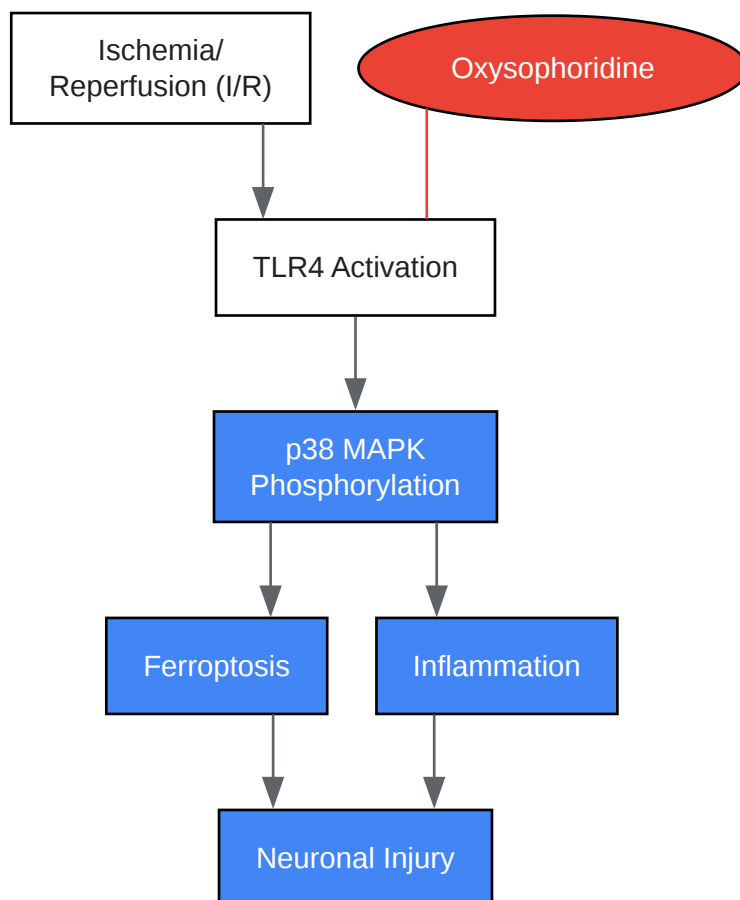 Ischemia/
Reperfusion (I/R)
Oxysophoridine
TLR4 Activation
p38 MAPK
Phosphorylation
Ferroptosis
Inflammation
Neuronal Injury